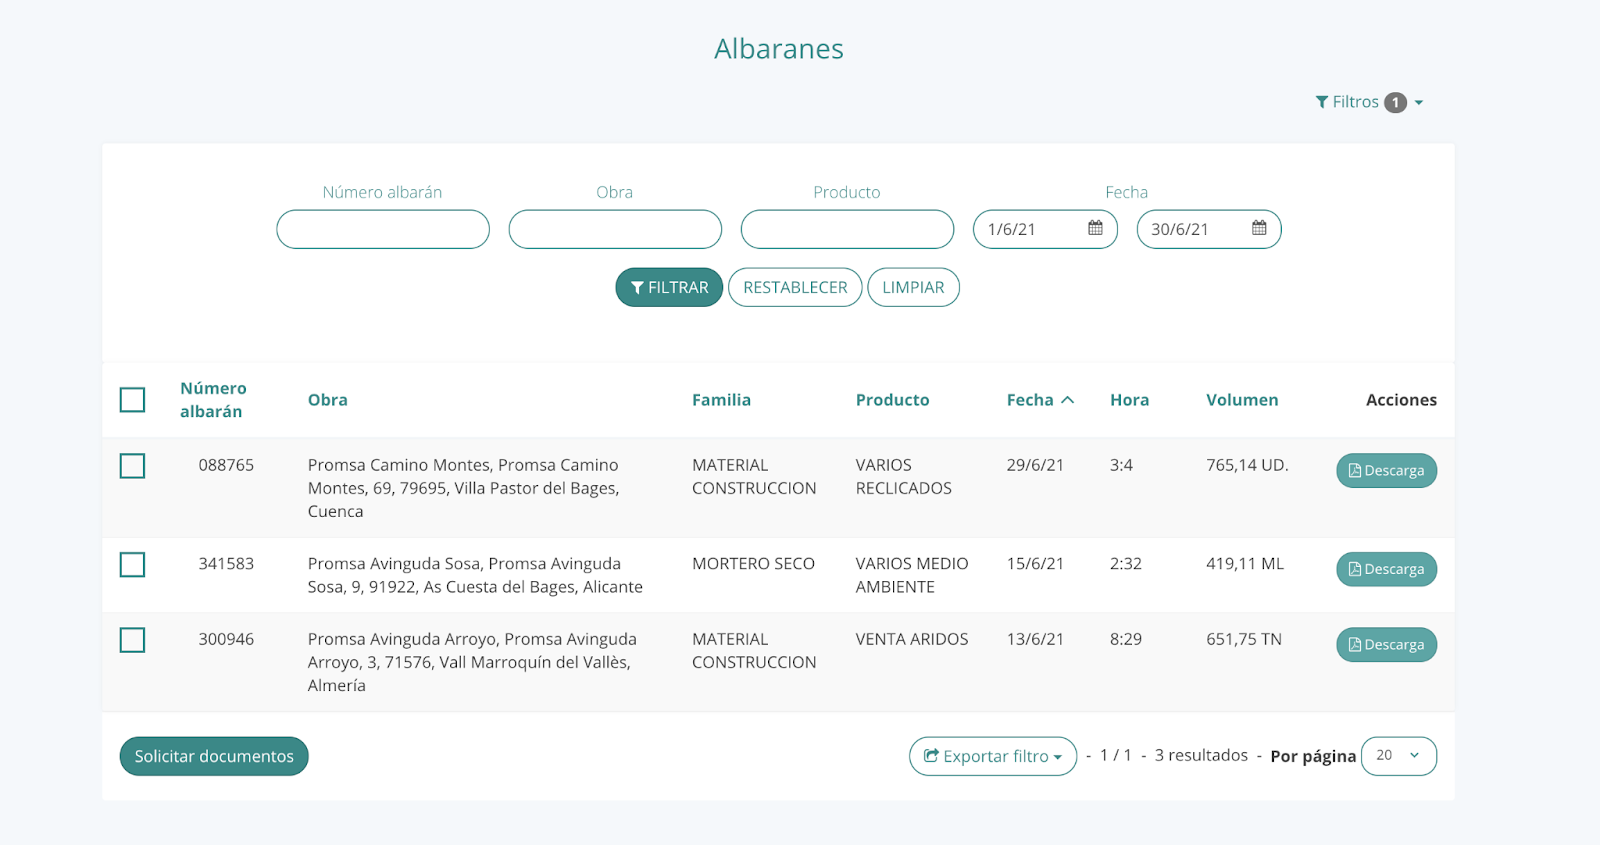 Albaranes
Filtros 1
Número albarán
Obra
Producto
Fecha
1/6/21
30/6/21
FILTRAR
RESTABLECER
LIMPIAR
Número
albarán
Obra
Familia
Producto
Fecha
Hora
Volumen
Acciones
088765
Promsa Camino Montes, Promsa Camino
Montes, 69, 79695, Villa Pastor del Bages,
Cuenca
MATERIAL
CONSTRUCCION
VARIOS
RECLICADOS
29/6/21
3:4
765,14 UD.
Descarga
341583
Promsa Avinguda Sosa, Promsa Avinguda
Sosa, 9, 91922, As Cuesta del Bages, Alicante
MORTERO SECO
VARIOS MEDIO
AMBIENTE
15/6/21
2:32
419,11 ML
Descarga
300946
Promsa Avinguda Arroyo, Promsa Avinguda
Arroyo, 3, 71576, Vall Marroquín del Vallès,
Almería
MATERIAL
CONSTRUCCION
VENTA ARIDOS
13/6/21
8:29
651,75 TN
Descarga
Solicitar documentos
Exportar filtro
- 1 / 1 - 3 resultados - Por página
20